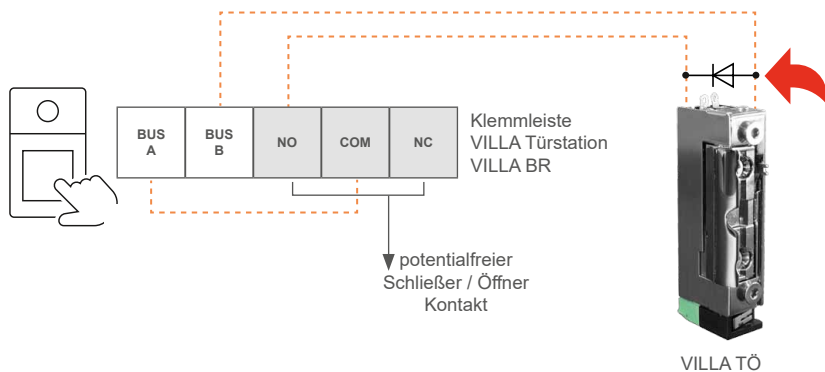 BUS
A
BUS
B
NO
COM
NC
Klemmleiste
VILLA Türstation
VILLA BR
potentialfreier
Schließer / Öffner
Kontakt
VILLA TÖ